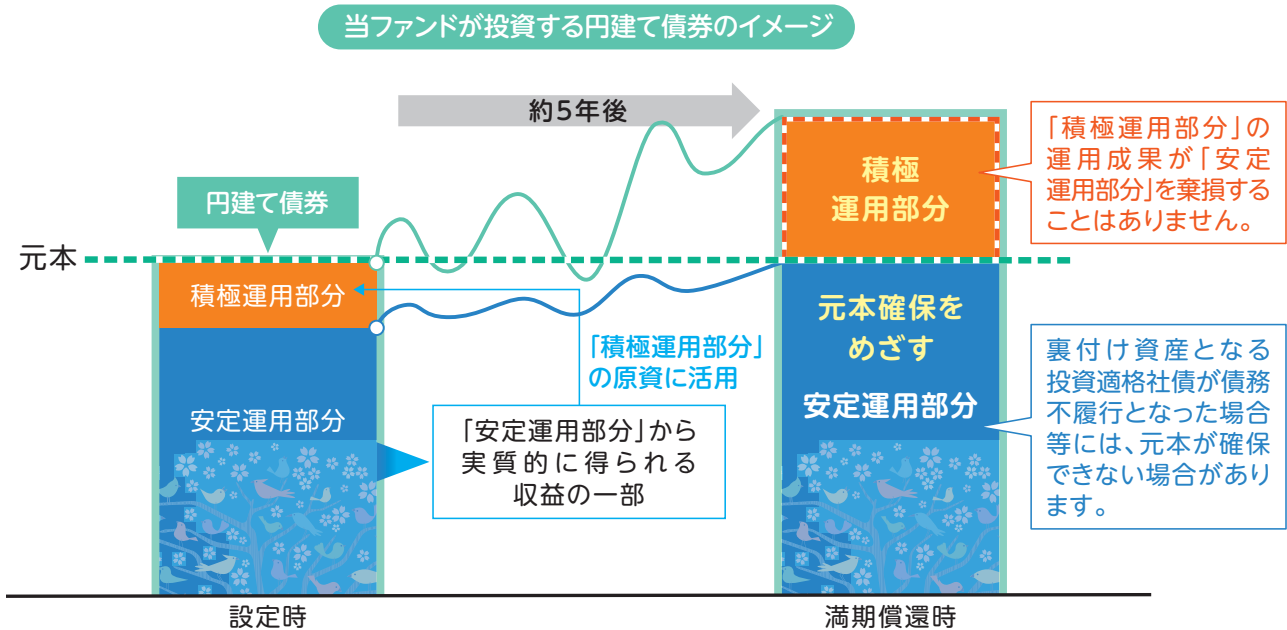 当ファンドが投資する円建て債券のイメージ
約5年後
円建て債券
元本
積極運用部分
安定運用部分
「積極運用部分」
の原資に活用
「安定運用部分」から
実質的に得られる
収益の一部
積極
運用部分
元本確保を
めざす
安定運用部分
「積極運用部分」の
運用成果が「安定
運用部分」を棄損する
ことはありません。
裏付け資産となる
投資適格社債が債務
不履行となった場合
等には、元本が確保
できない場合があり
ます。
設定時
満期償還時